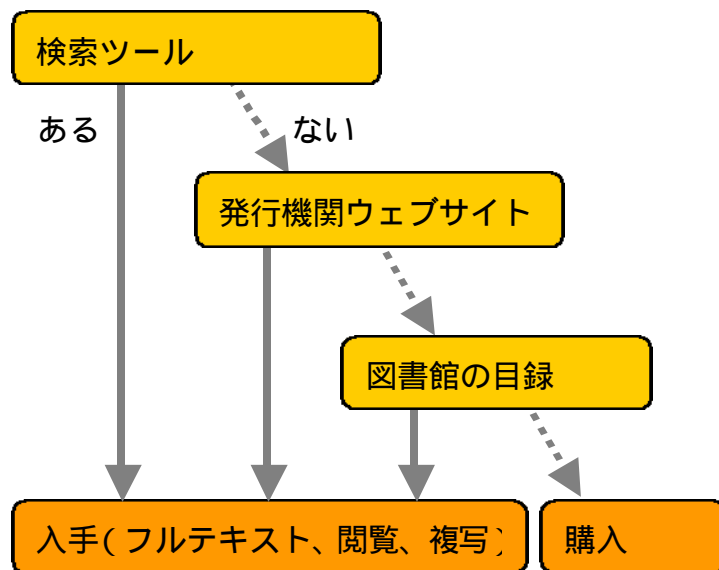 検索ツール
ある
ない
発行機関ウェブサイト
図書館の目録
入手(フルテキスト、閲覧、複写)
購入